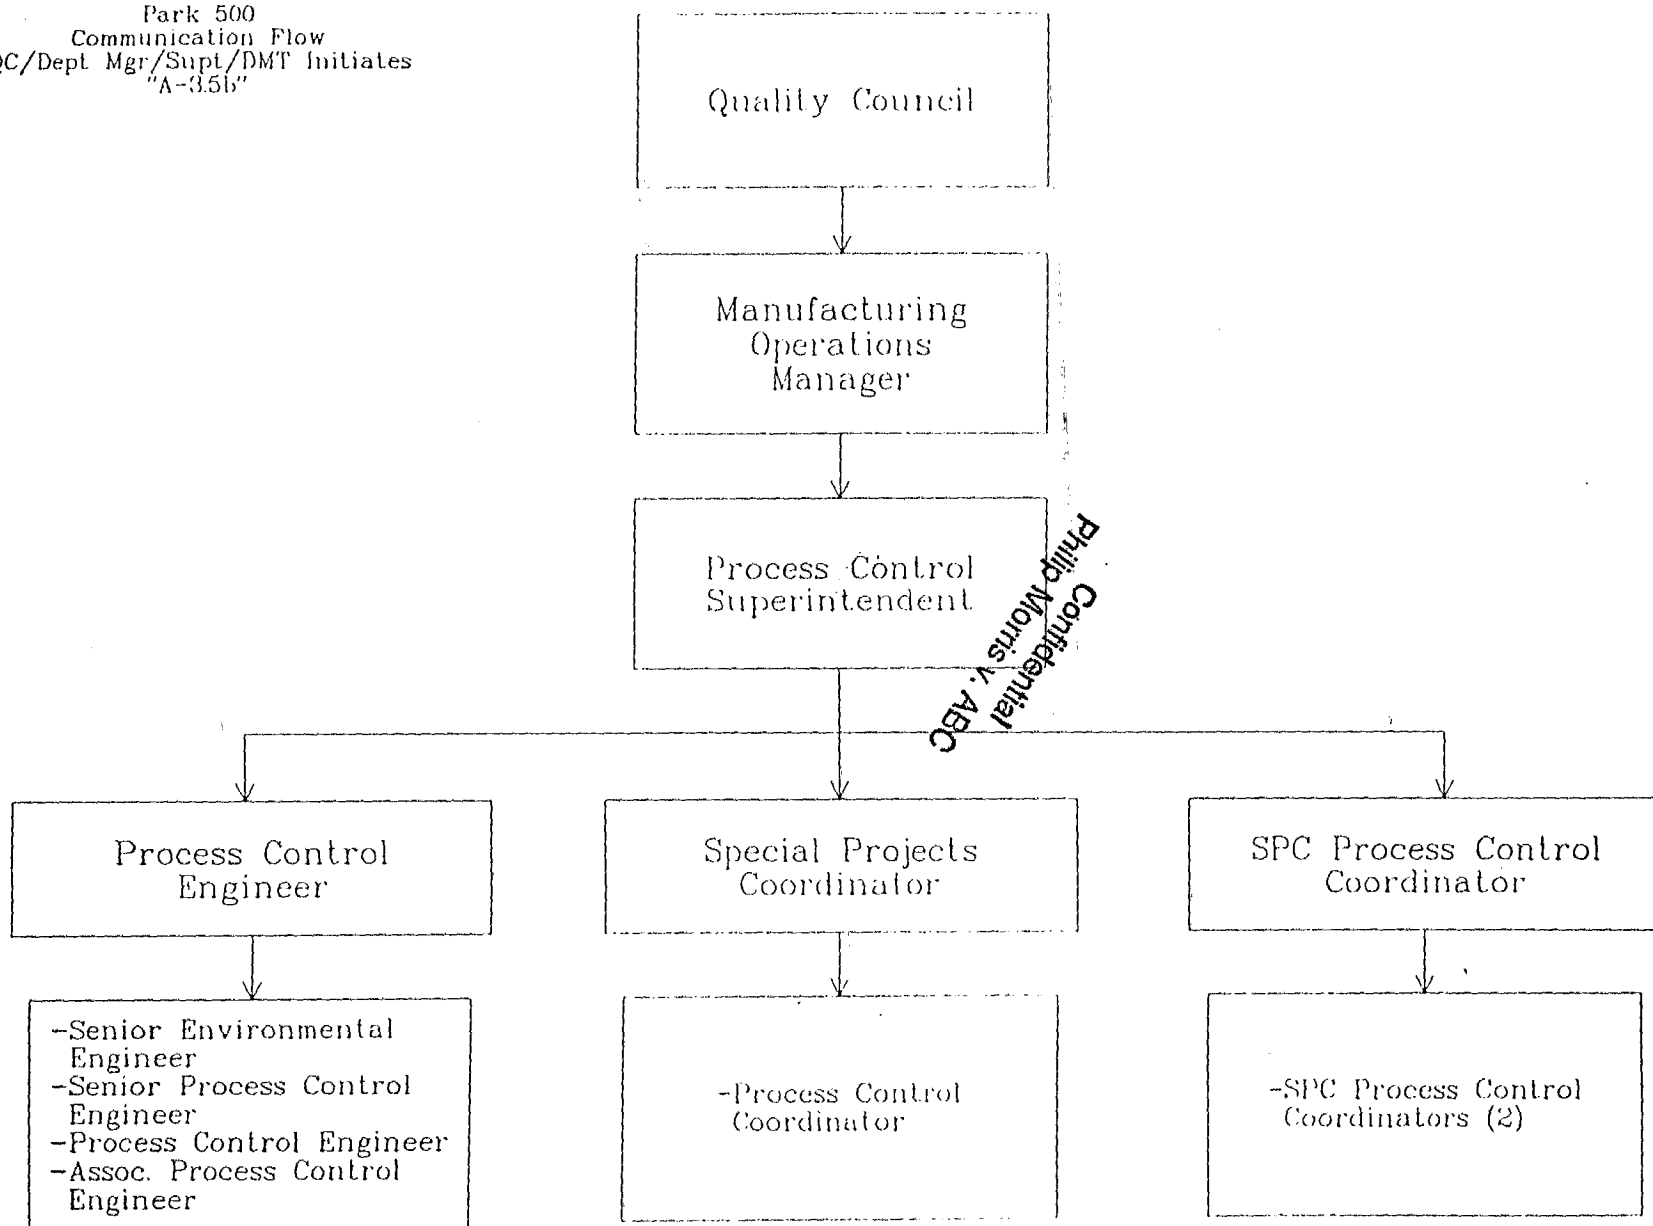 Park 500
Communication Flow
QC/Dept Mgr/Supt/DMT Initiates
"A-3.5b"
Quality Council
Manufacturing
Operations
Manager
Process Control
Superintendent
Confidential
Philip Morris v. ABC
Process Control
Engineer
Special Projects
Coordinator
SPC Process Control
Coordinator
-Senior Environmental
Engineer
-Senior Process Control
Engineer
-Process Control Engineer
-Assoc. Process Control
Engineer
-Process Control
Coordinator
-SPC Process Control
Coordinators (2)